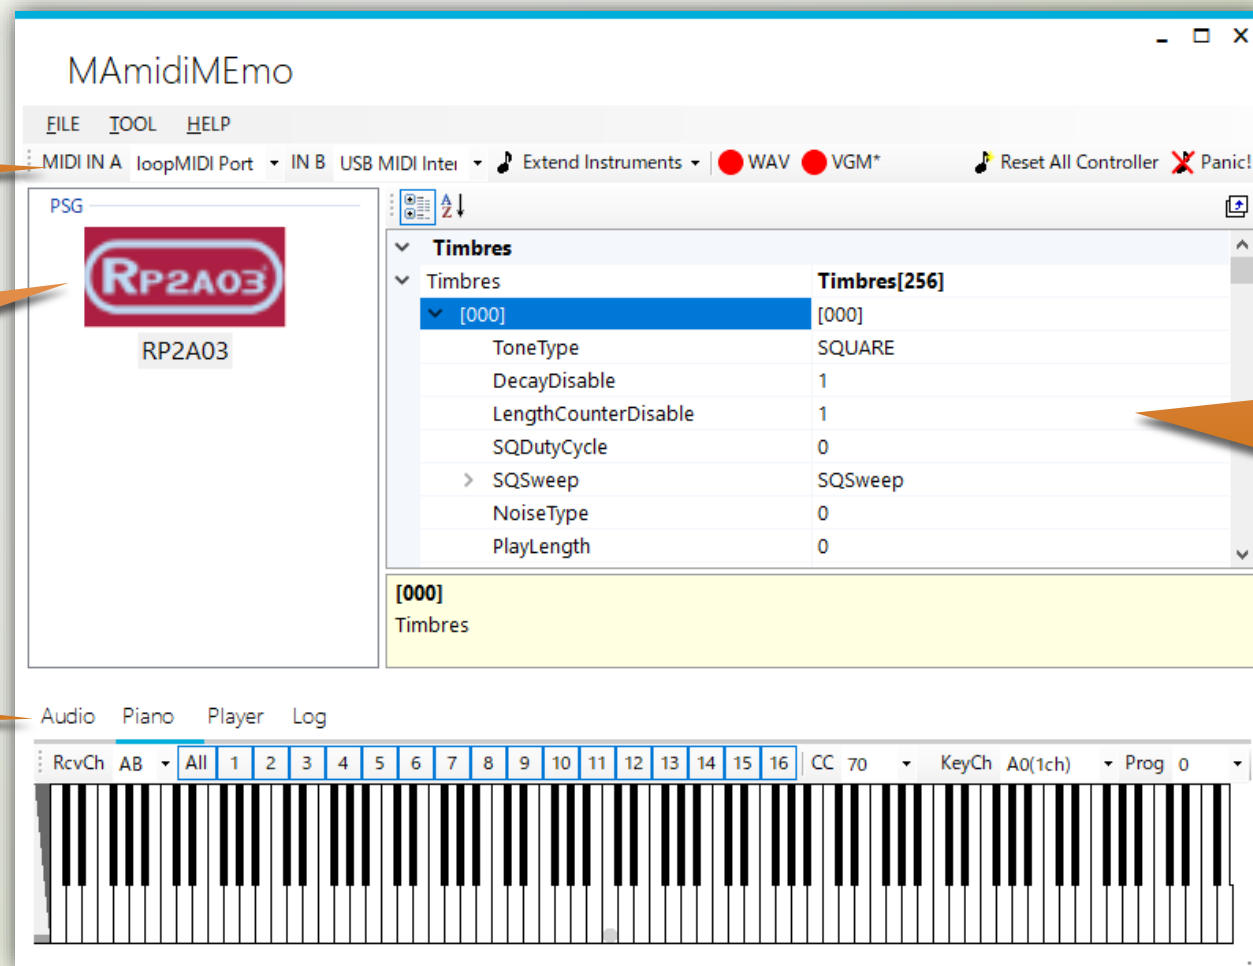 MAmidiMEmo
FILE TOOL HELP
MIDI IN A loopMIDI Port IN B USB MIDI Inter Extend Instruments WAV VGM* Reset All Controller Panic!
PSG
RP2A03
RP2A03
Timbres
Timbres Timbres[256]
[000] [000]
ToneType SQUARE
DecayDisable 1
LengthCounterDisable 1
SQDutyCycle 0
SQSweep SQSweep
NoiseType 0
PlayLength 0
[000]
Timbres
Audio Piano Player Log
RcvCh AB All 1 2 3 4 5 6 7 8 9 10 11 12 13 14 15 16 CC 70 KeyCh A0(1ch) Prog 0